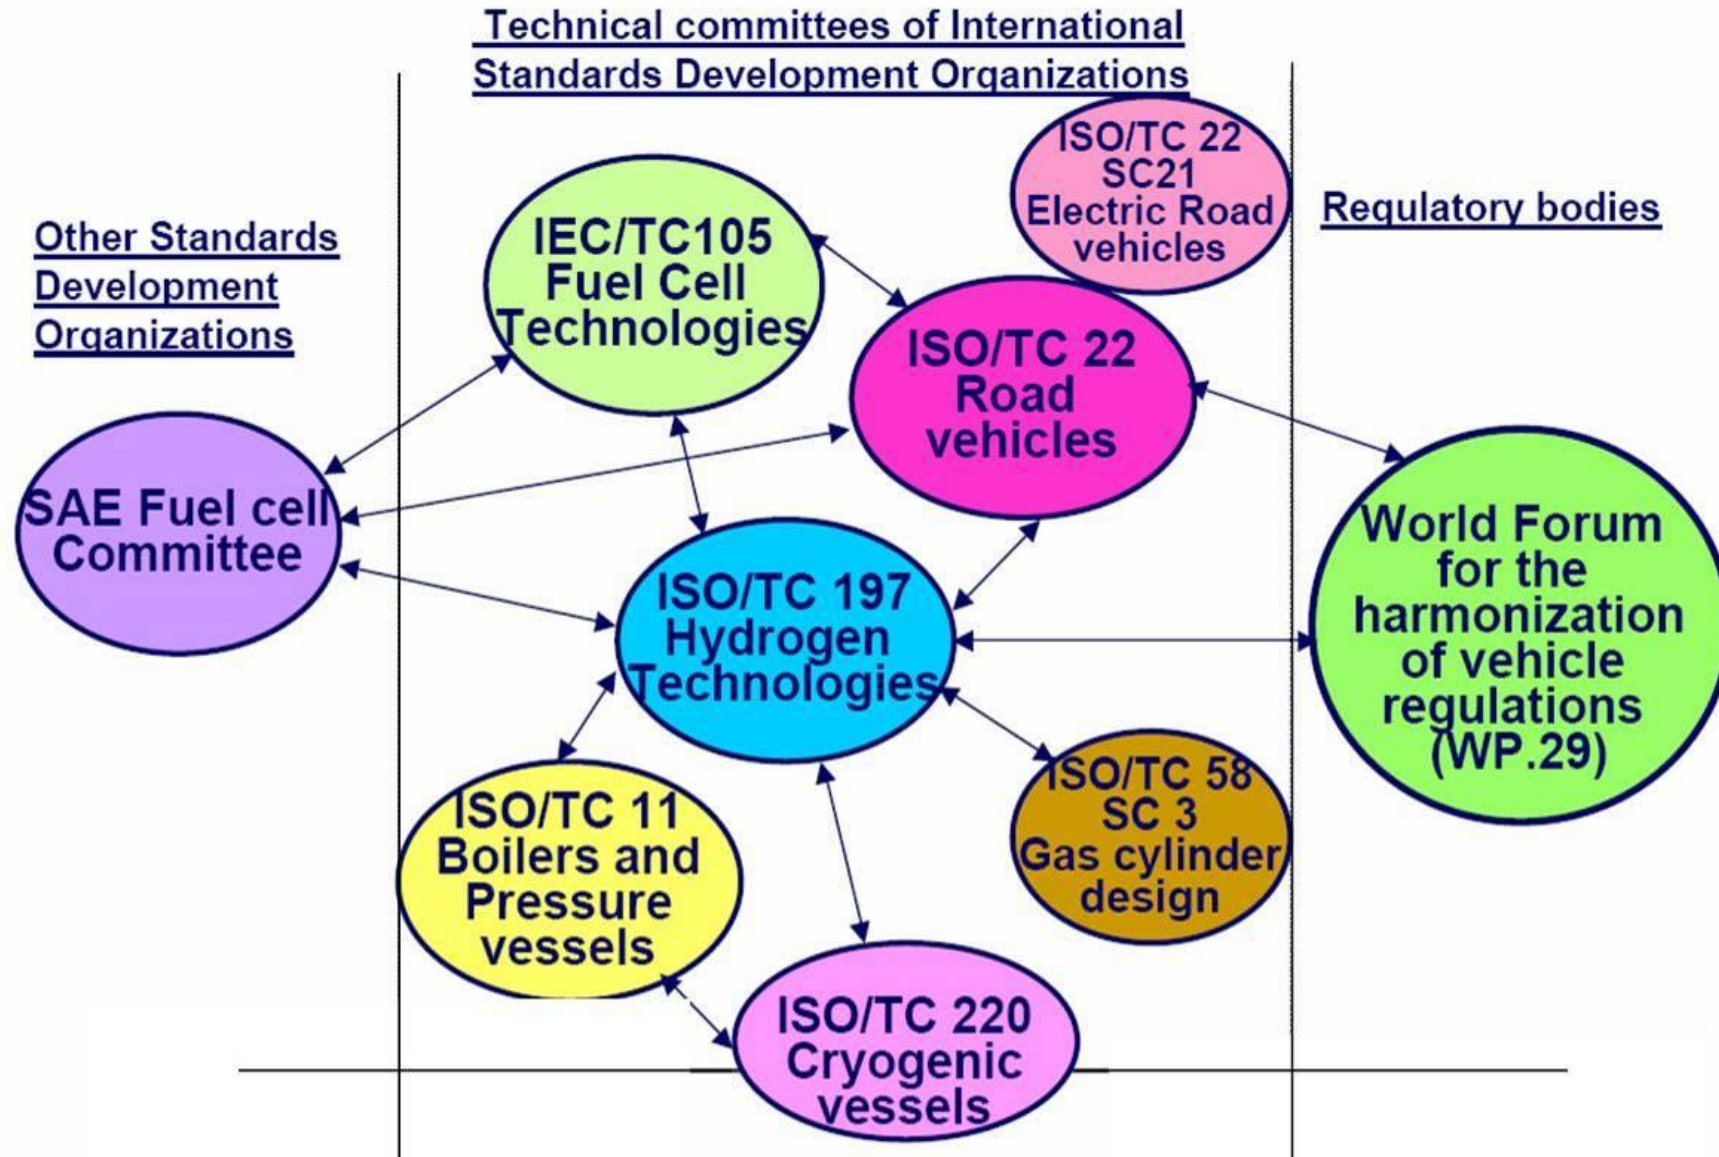 Technical committees of International
Standards Development Organizations
Other Standards
Development
Organizations
Regulatory bodies
ISO/TC 22
SC21
Electric Road
vehicles
IEC/TC105
Fuel Cell
Technologies
ISO/TC 22
Road
vehicles
SAE Fuel cell
Committee
World Forum
for the
harmonization
of vehicle
regulations
(WP.29)
ISO/TC 197
Hydrogen
Technologies
ISO/TC 11
Boilers and
Pressure
vessels
ISO/TC 58
SC 3
Gas cylinder
design
ISO/TC 220
Cryogenic
vessels